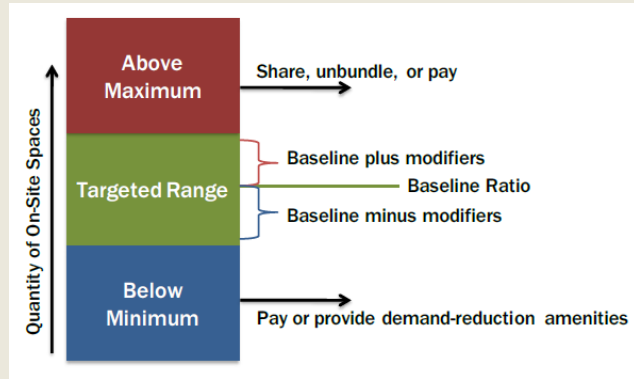 Above
Maximum
Share, unbundle, or pay
Baseline plus modifiers
Targeted Range
Baseline Ratio
Baseline minus modifiers
Below
Minimum
Pay or provide demand-reduction amenities
Quantity of On-Site Spaces